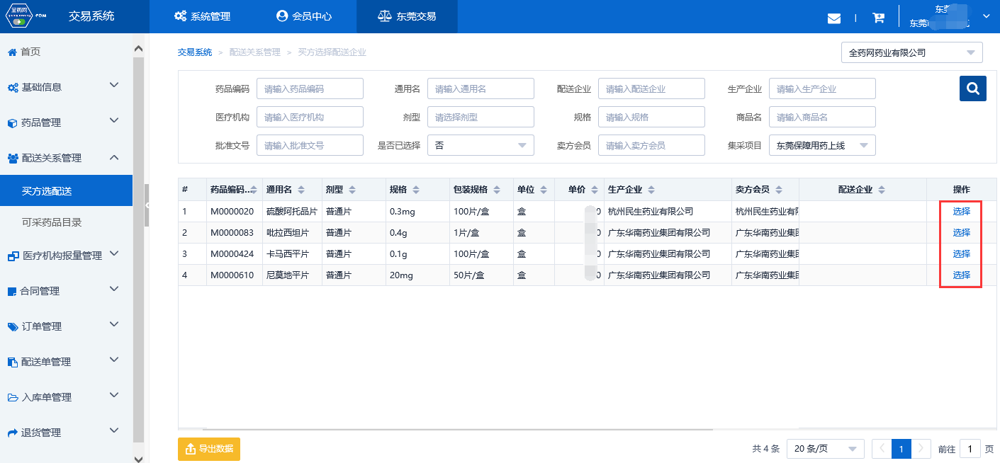 全药网 .COM 交易系统 系统管理 会员中心 东莞交易
东莞
东莞
首页
基础信息
药品管理
配送关系管理
买方选配送
可采药品目录
医疗机构报量管理
合同管理
订单管理
配送单管理
入库单管理
退货管理
交易系统 > 配送关系管理 > 买方选择配送企业 全药网药业有限公司
药品编码 请输入药品编码 通用名 请输入通用名 配送企业 请输入配送企业 生产企业 请输入生产企业
医疗机构 请输入医疗机构 剂型 请选择剂型 规格 请输入规格 商品名 请输入商品名
批准文号 请输入批准文号 是否已选择 否 卖方会员 请输入卖方会员 集采项目 东莞保障用药上线
# 药品编码... 通用名 剂型 规格 包装规格 单位 单价 生产企业 卖方会员 配送企业 操作
1 M0000020 硫酸阿托品片 普通片 0.3mg 100片/盒 盒 0 杭州民生药业有限公司 杭州民生药业有限 选择
2 M0000083 吡拉西坦片 普通片 0.4g 1片/盒 盒 广东华南药业集团有限公司 广东华南药业集团 选择
3 M0000424 卡马西平片 普通片 0.1g 100片/盒 盒 0 广东华南药业集团有限公司 广东华南药业集团 选择
4 M0000610 尼莫地平片 普通片 20mg 50片/盒 盒 0 广东华南药业集团有限公司 广东华南药业集团 选择
导出数据 共 4 条 20 条/页 1 前往 1 页